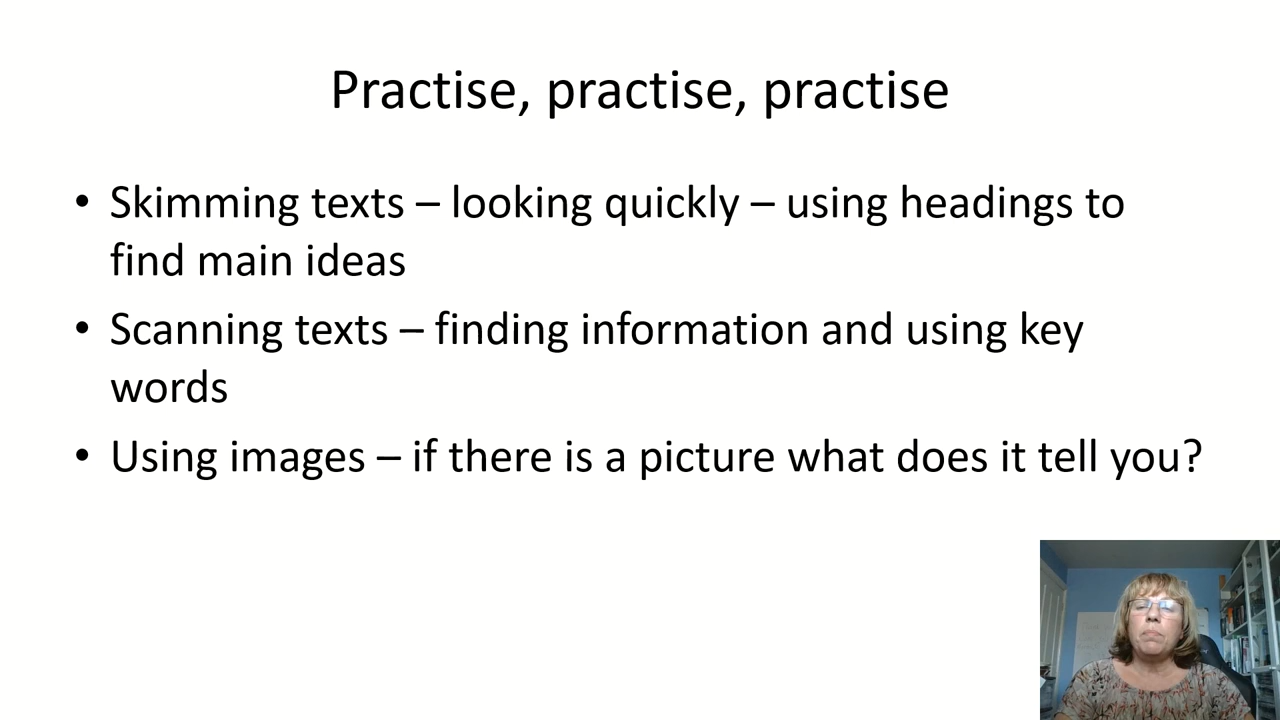 Practise, practise, practise
• Skimming texts – looking quickly – using headings to
find main ideas
• Scanning texts – finding information and using key
words
• Using images – if there is a picture what does it tell you?